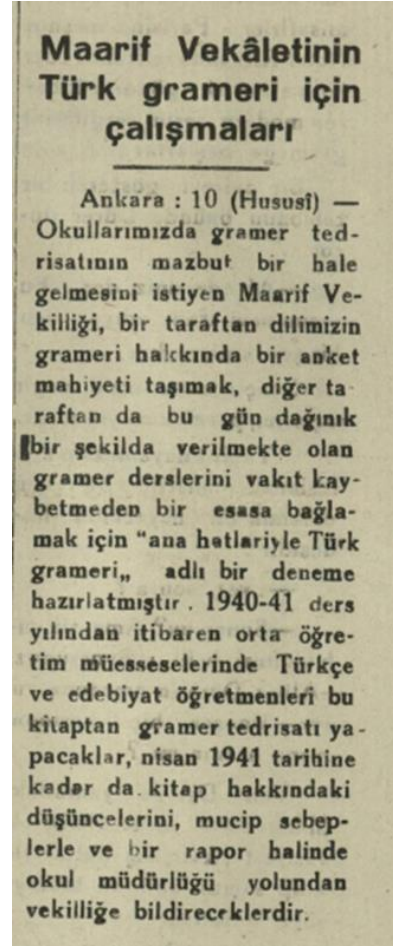 Maarif Vekâletinin
Türk grameri için
çalışmaları
Ankara : 10 (Hususî) —
Okullarımızda gramer ted-
risatının mazbut bir hale
gelmesini istiyen Maarif Ve-
killiği, bir taraftan dilimizin
grameri hakkında bir anket
mahiyeti taşımak, diğer ta
raftan da bu gün dağınık
bir şekilda verilmekte olan
gramer derslerini vakit kay-
betmeden bir esasa bağla-
mak için "ana hatlariyle Türk
grameri„ adlı bir deneme
hazırlatmıştır . 1940-41 ders
yılından itibaren orta öğre-
tim müesseselerinde Türkçe
ve edebiyat öğretmenleri bu
kitaptan gramer tedrisatı ya-
pacaklar, nisan 1941 tarihine
kadar da kitap hakkındaki
düşüncelerini, mucip sebep-
lerle ve bir rapor halinde
okul müdürlüğü yolundan
vekilliğe bildireceklerdir.